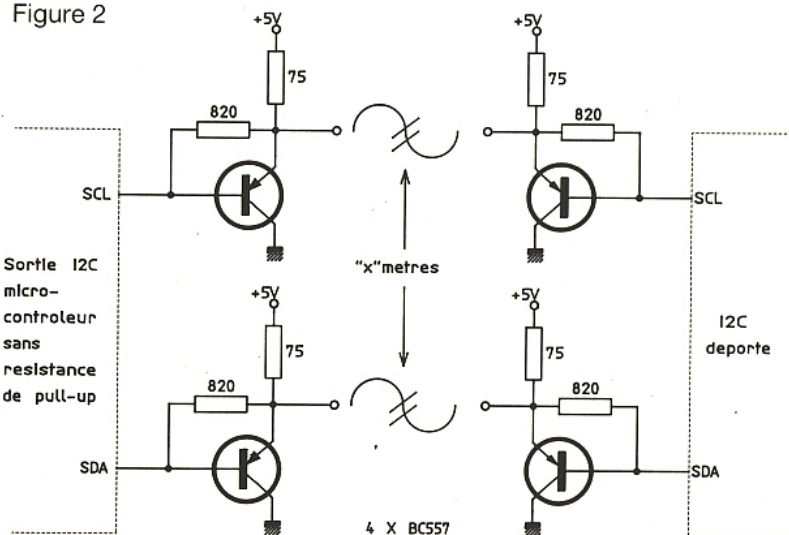 Figure 2
+5V
+5V
75
75
820
820
SCL
SCL
Sortie I2C
micro-
controleur
sans
resistance
de pull-up
"x"metres
I2C
deporte
+5V
+5V
75
75
820
820
SDA
SDA
4 X BC557